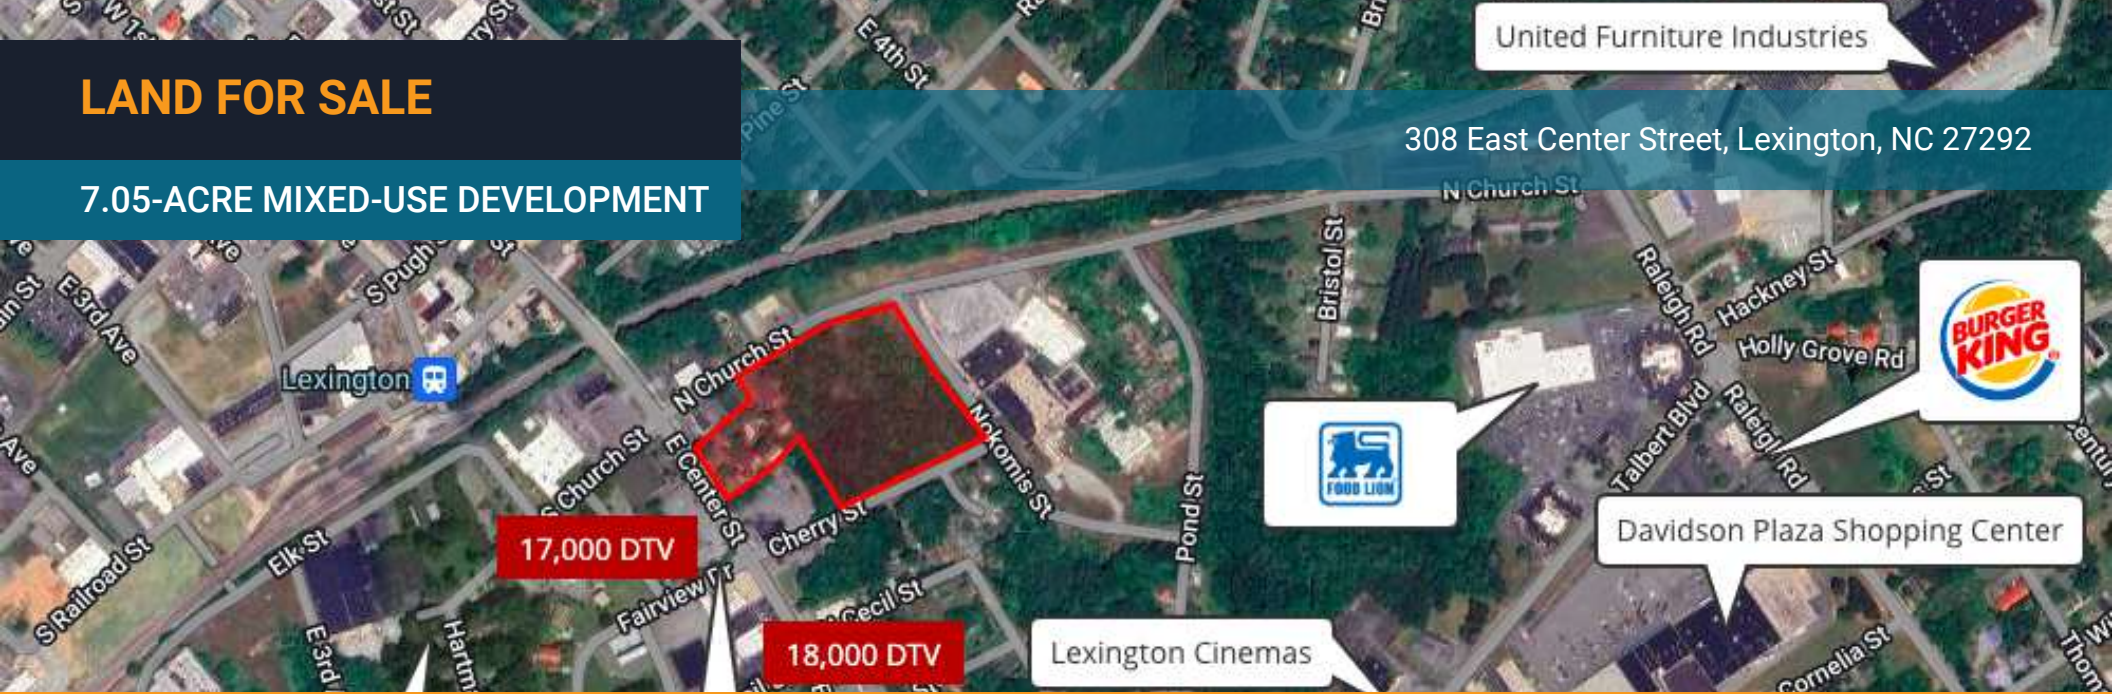 LAND FOR SALE
7.05-ACRE MIXED-USE DEVELOPMENT
308 East Center Street, Lexington, NC 27292
United Furniture Industries
E 4th St
Pine St
N Church St
S Pugh
E 3rd Ave
Lexington
N Church St
S Church St
E Center St
Nokomis St
Cherry St
Pond St
Bristol St
Raleigh Rd
Hackney St
Holly Grove Rd
BURGER KING
FOOD LION
Talbert Blvd
Raleigh Rd
Davidson Plaza Shopping Center
17,000 DTV
18,000 DTV
Elk St
S Railroad St
Fairview Dr
Cecil St
Lexington Cinemas
Cornelia St
E 3rd
Hartm
Ave